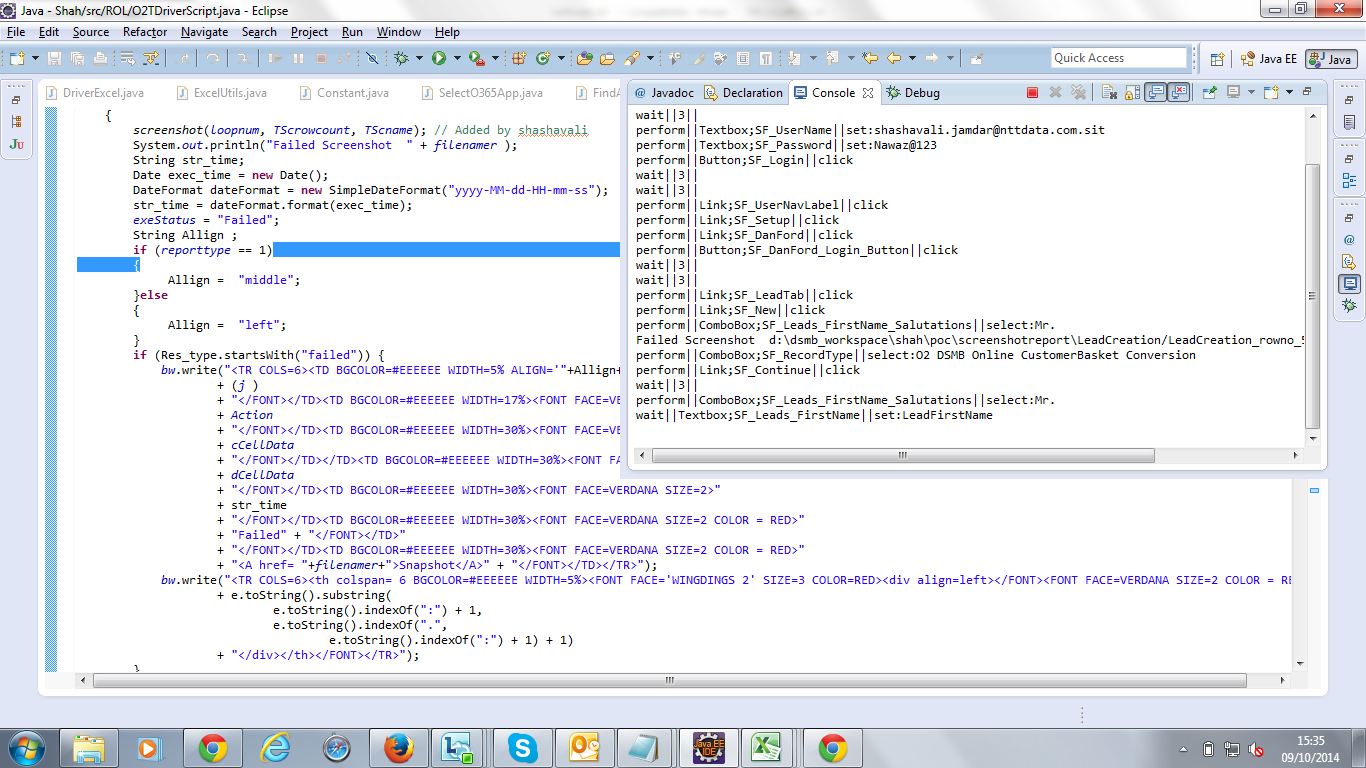 Java - Shah/src/ROL/O2TDriverScript.java - Eclipse
File Edit Source Refactor Navigate Search Project Run Window Help
Quick Access
Java EE
Java
DriverExcel.java
ExcelUtils.java
Constant.java
SelectO365App.java
FindA
{
screenshot(loopnum, TScrowcount, TScname); // Added by shashavali
System.out.println("Failed Screenshot  " + filenamer );
String str_time;
Date exec_time = new Date();
DateFormat dateFormat = new SimpleDateFormat("yyyy-MM-dd-HH-mm-ss");
str_time = dateFormat.format(exec_time);
exeStatus = "Failed";
String Allign ;
if (reporttype == 1)
{
Allign =  "middle";
}else
{
Allign =  "left";
}
if (Res_type.startsWith("failed")) {
bw.write("<TR COLS=6><TD BGCOLOR=#EEEEEE WIDTH=5% ALIGN='"+Allign+
+ (j )
+ "</FONT></TD><TD BGCOLOR=#EEEEEE WIDTH=17%><FONT FACE=VE
+ Action
+ "</FONT></TD><TD BGCOLOR=#EEEEEE WIDTH=30%><FONT FACE=VE
+ cCellData
+ "</FONT></TD></TD><TD BGCOLOR=#EEEEEE WIDTH=30%><FONT FA
+ dCellData
+ "</FONT></TD><TD BGCOLOR=#EEEEEE WIDTH=30%><FONT FACE=VERDANA SIZE=2>"
+ str_time
+ "</FONT></TD><TD BGCOLOR=#EEEEEE WIDTH=30%><FONT FACE=VERDANA SIZE=2 COLOR = RED>"
+ "Failed" + "</FONT></TD>"
+ "</FONT></TD><TD BGCOLOR=#EEEEEE WIDTH=30%><FONT FACE=VERDANA SIZE=2 COLOR = RED>"
+ "<A href= "+filenamer+">Snapshot</A>" + "</FONT></TD></TR>");
bw.write("<TR COLS=6><th colspan= 6 BGCOLOR=#EEEEEE WIDTH=5%><FONT FACE='WINGDINGS 2' SIZE=3 COLOR=RED><div align=left></FONT><FONT FACE=VERDANA SIZE=2 COLOR = RE
+ e.toString().substring(
e.toString().indexOf(":") + 1,
e.toString().indexOf(".",
e.toString().indexOf(":") + 1) + 1)
+ "</div></th></FONT></TR>");
}
@ Javadoc
Declaration
Console
Debug
wait||3||
perform||Textbox;SF_UserName||set:shashavali.jamdar@nttdata.com.sit
perform||Textbox;SF_Password||set:Nawaz@123
perform||Button;SF_Login||click
wait||3||
wait||3||
perform||Link;SF_UserNavLabel||click
perform||Link;SF_Setup||click
perform||Link;SF_DanFord||click
perform||Button;SF_DanFord_Login_Button||click
wait||3||
wait||3||
perform||Link;SF_LeadTab||click
perform||Link;SF_New||click
perform||ComboBox;SF_Leads_FirstName_Salutations||select:Mr.
Failed Screenshot  d:\dsmb_workspace\shah\poc\screenshotreport\LeadCreation/LeadCreation_rowno_5
perform||ComboBox;SF_RecordType||select:O2 DSMB Online CustomerBasket Conversion
perform||Link;SF_Continue||click
wait||3||
perform||ComboBox;SF_Leads_FirstName_Salutations||select:Mr.
wait||Textbox;SF_Leads_FirstName||set:LeadFirstName
Java EE
IDE
15:35
09/10/2014